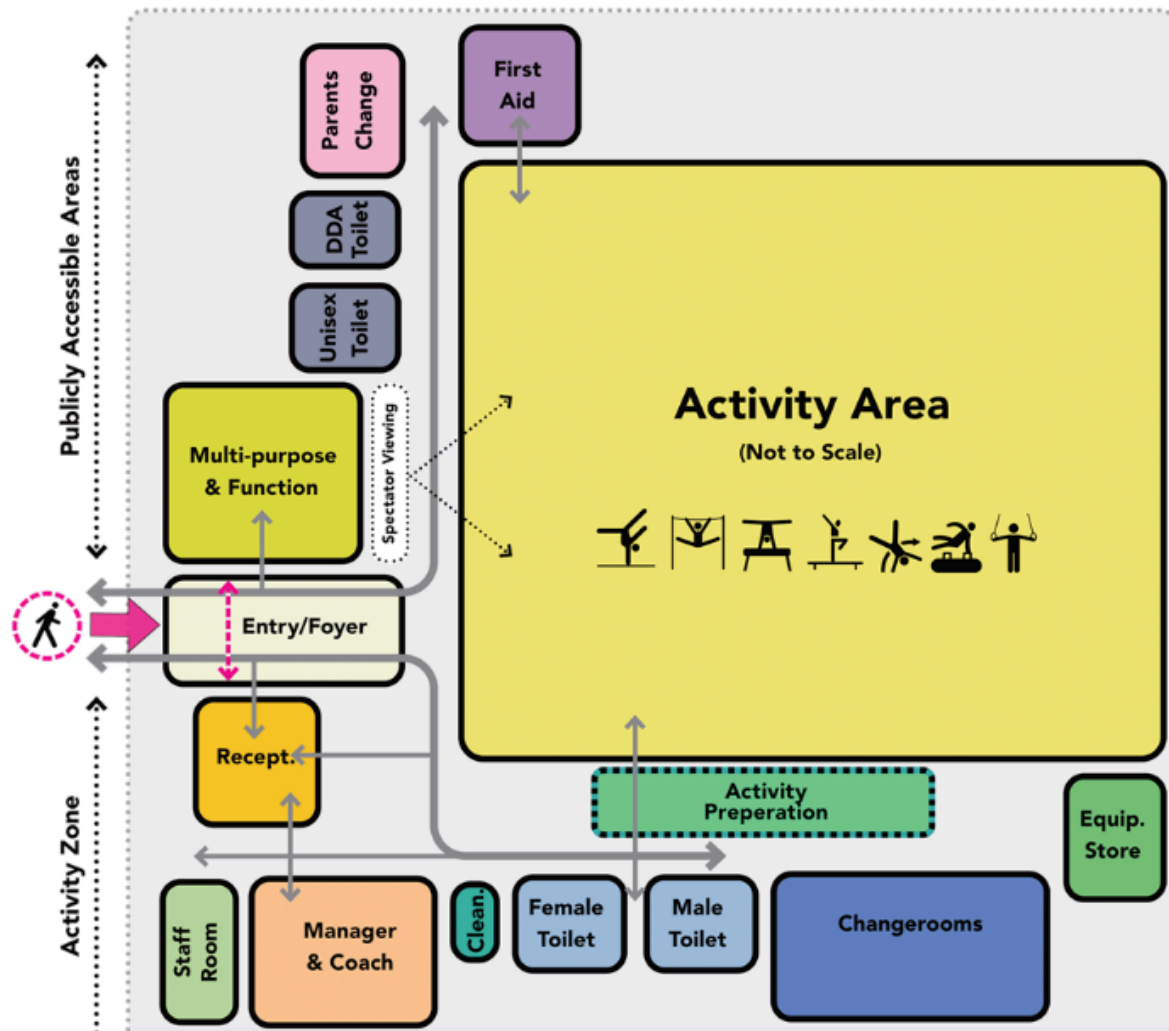 Publicly Accessible Areas
Parents
Change
First
Aid
DDA
Toilet
Unisex
Toilet
Multi-purpose
& Function
Spectator Viewing
Activity Area
(Not to Scale)
Entry/Foyer
Activity Zone
Recept.
Activity
Preperation
Equip.
Store
Staff
Room
Manager
& Coach
Clean.
Female
Toilet
Male
Toilet
Changerooms